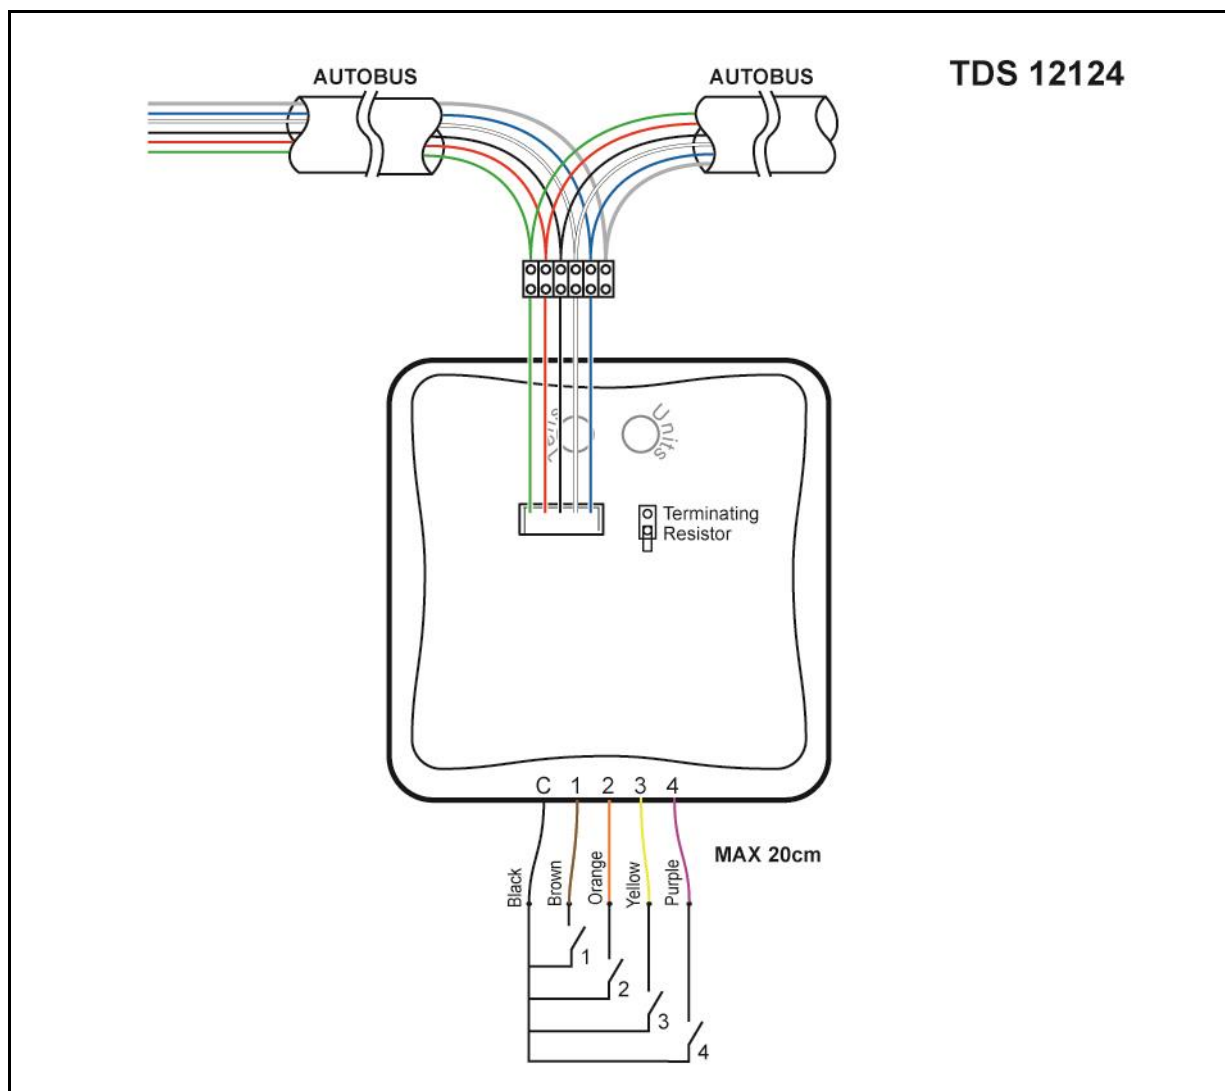 AUTOBUS
AUTOBUS
TDS 12124
Tens
Units
Terminating
Resistor
C 1 2 3 4
MAX 20cm
Black
Brown
Orange
Yellow
Purple
1
2
3
4